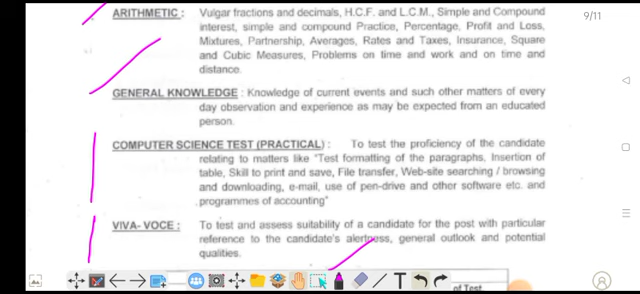 ARITHMETIC : Vulgar fractions and decimals, H.C.F. and L.C.M., Simple and Compound
interest, simple and compound Practice, Percentage, Profit and Loss,
Mixtures, Partnership, Averages, Rates and Taxes, Insurance, Square
and Cubic Measures, Problems on time and work and on time and
distance.
9/11
GENERAL KNOWLEDGE : Knowledge of current events and such other matters of every
day observation and experience as may be expected from an educated
person.
COMPUTER SCIENCE TEST (PRACTICAL) : To test the proficiency of the candidate
relating to matters like "Test formatting of the paragraphs, Insertion of
table, Skill to print and save, File transfer, Web-site searching / browsing
and downloading, e-mail, use of pen-drive and other software etc. and
programmes of accounting"
VIVA- VOCE : To test and assess suitability of a candidate for the post with particular
reference to the candidate's alertness, general outlook and potential
qualities.
T
of Test